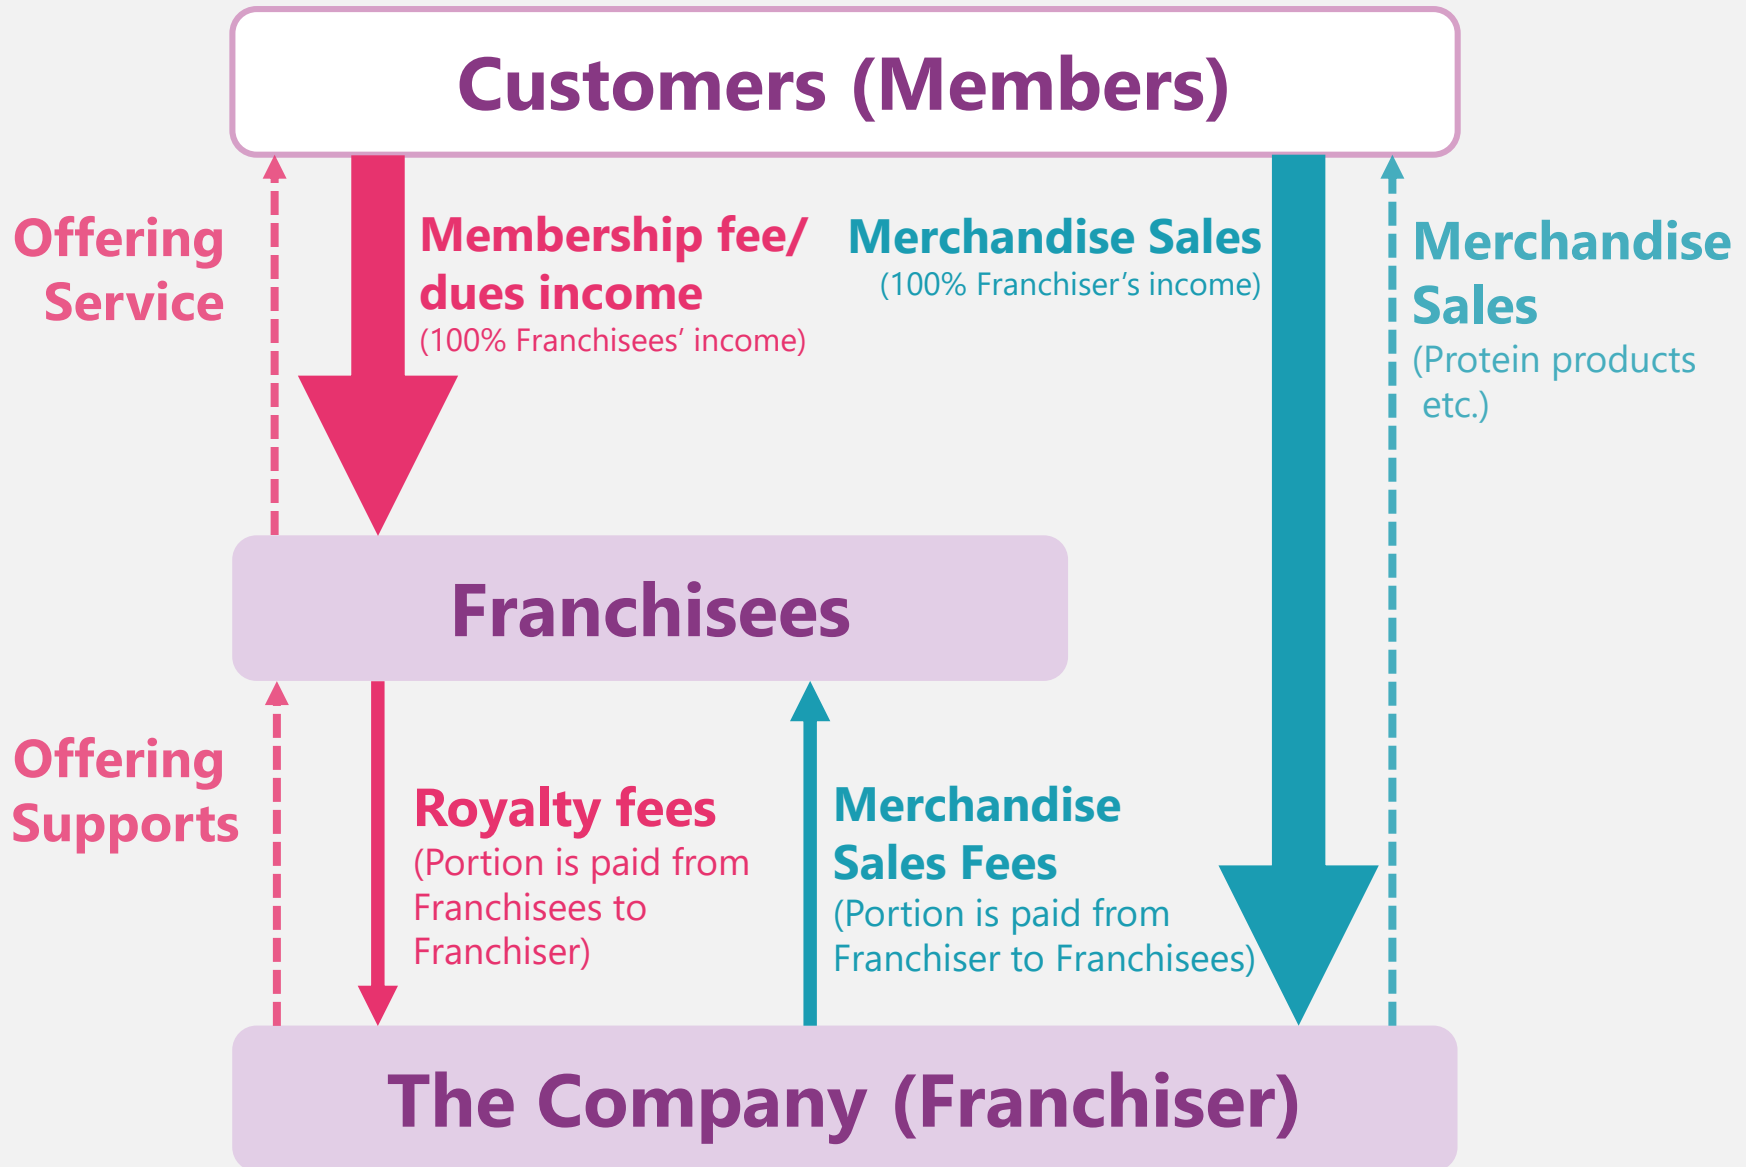 Customers (Members)
Offering
Service
Membership fee/
dues income
(100% Franchisees’ income)
Merchandise Sales
(100% Franchiser’s income)
Merchandise
Sales
(Protein products
etc.)
Franchisees
Offering
Supports
Royalty fees
(Portion is paid from
Franchisees to
Franchiser)
Merchandise
Sales Fees
(Portion is paid from
Franchiser to Franchisees)
The Company (Franchiser)